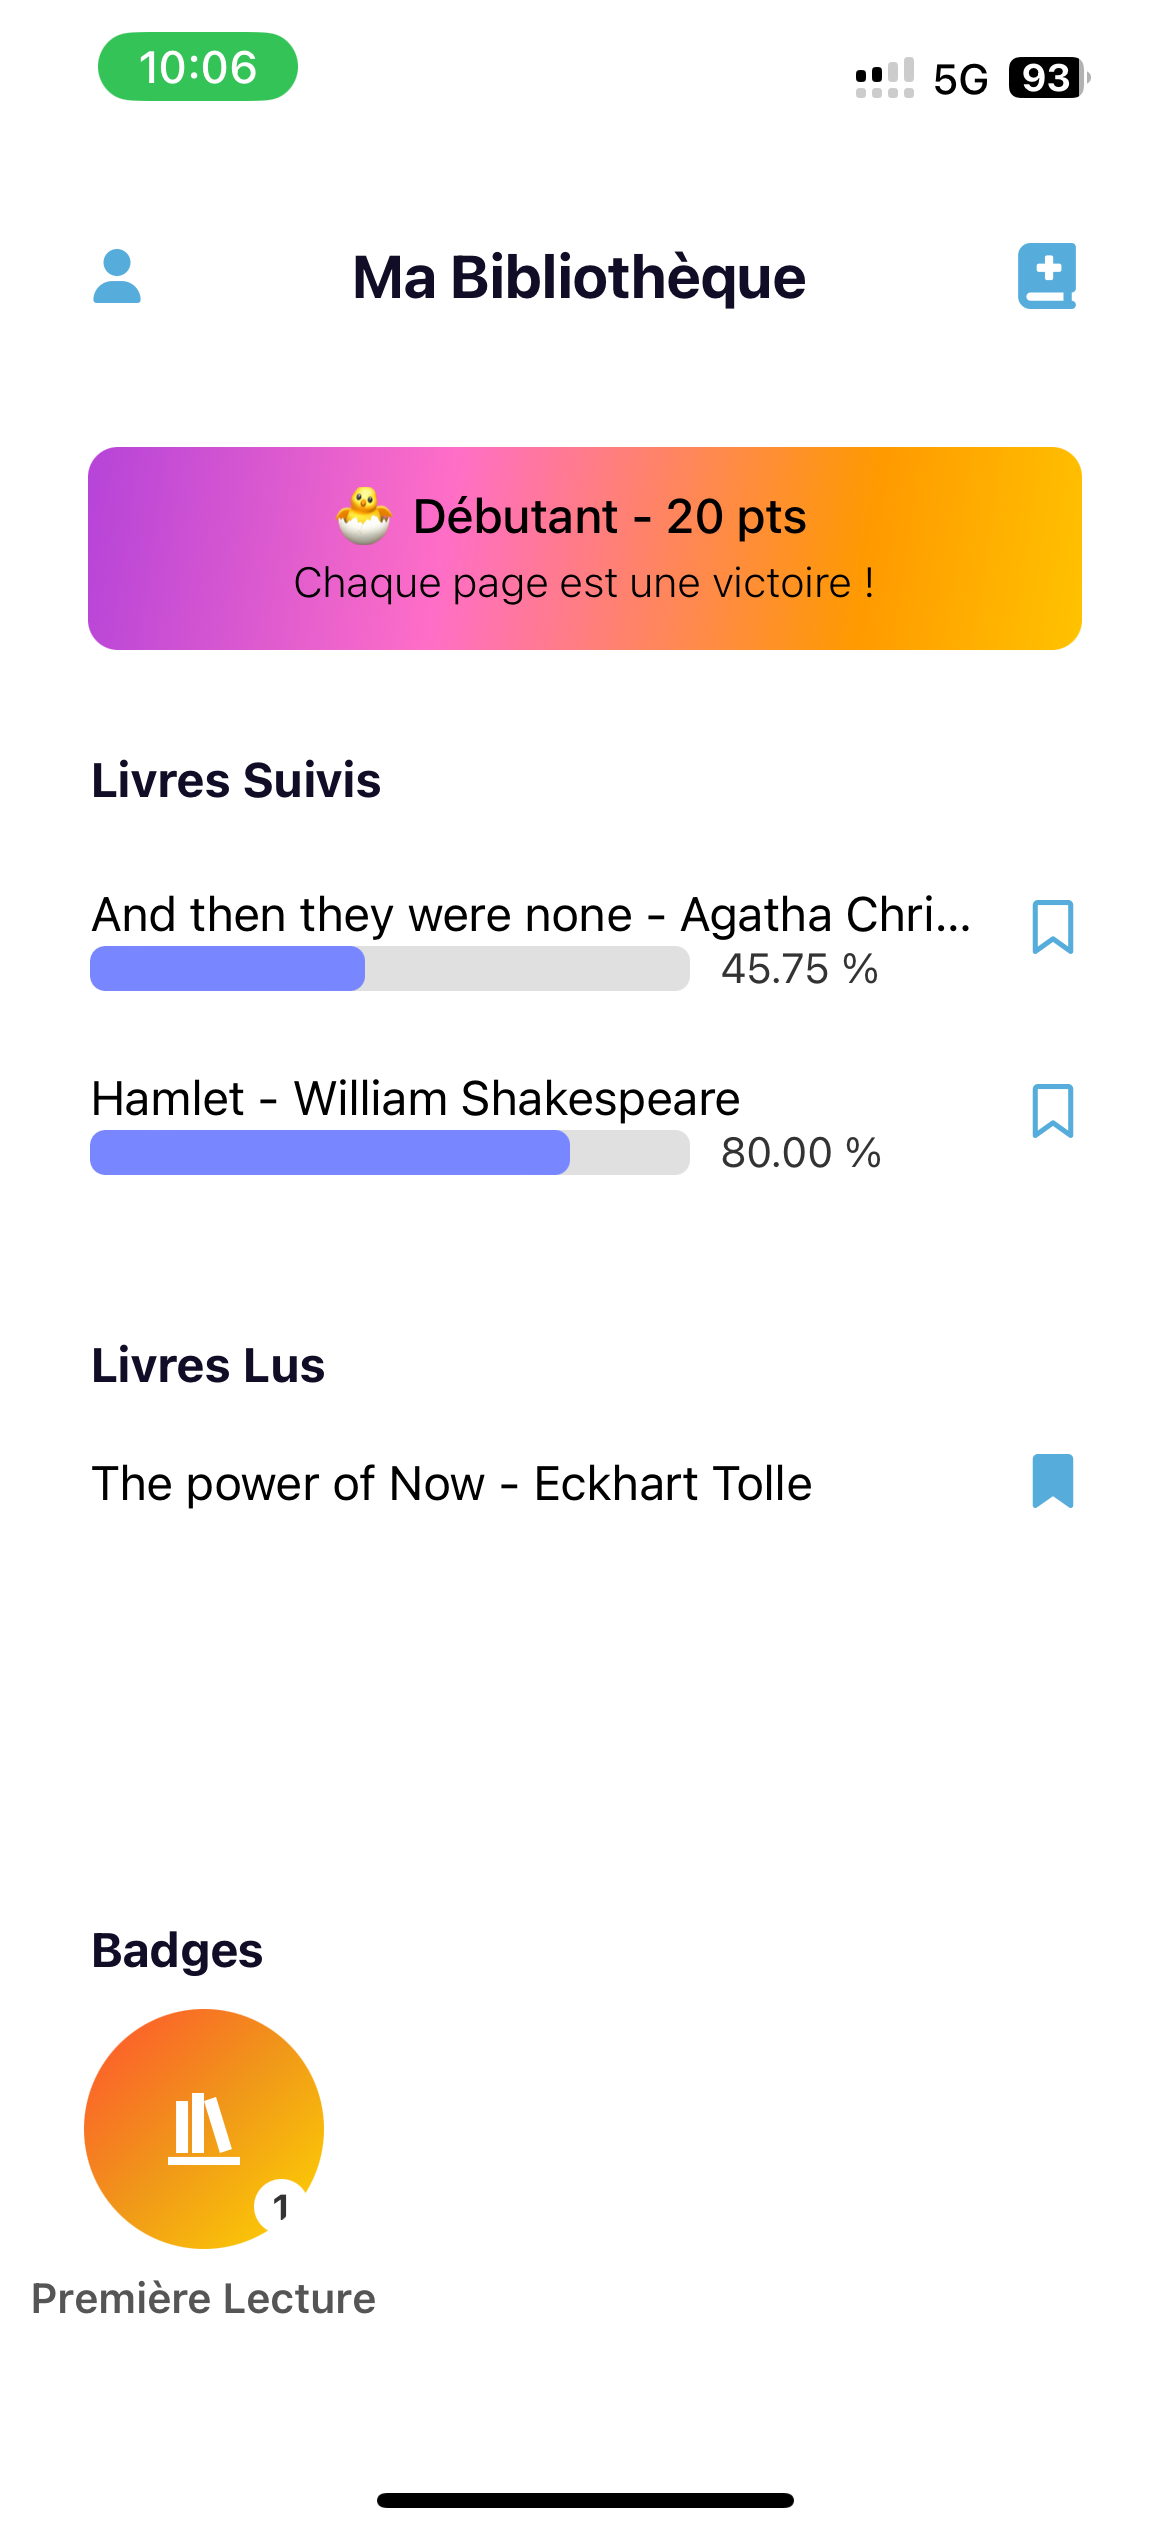 10:06
5G 93
Ma Bibliothèque
Débutant - 20 pts
Chaque page est une victoire !
Livres Suivis
And then they were none - Agatha Chri...
45.75 %
Hamlet - William Shakespeare
80.00 %
Livres Lus
The power of Now - Eckhart Tolle
Badges
1
Première Lecture